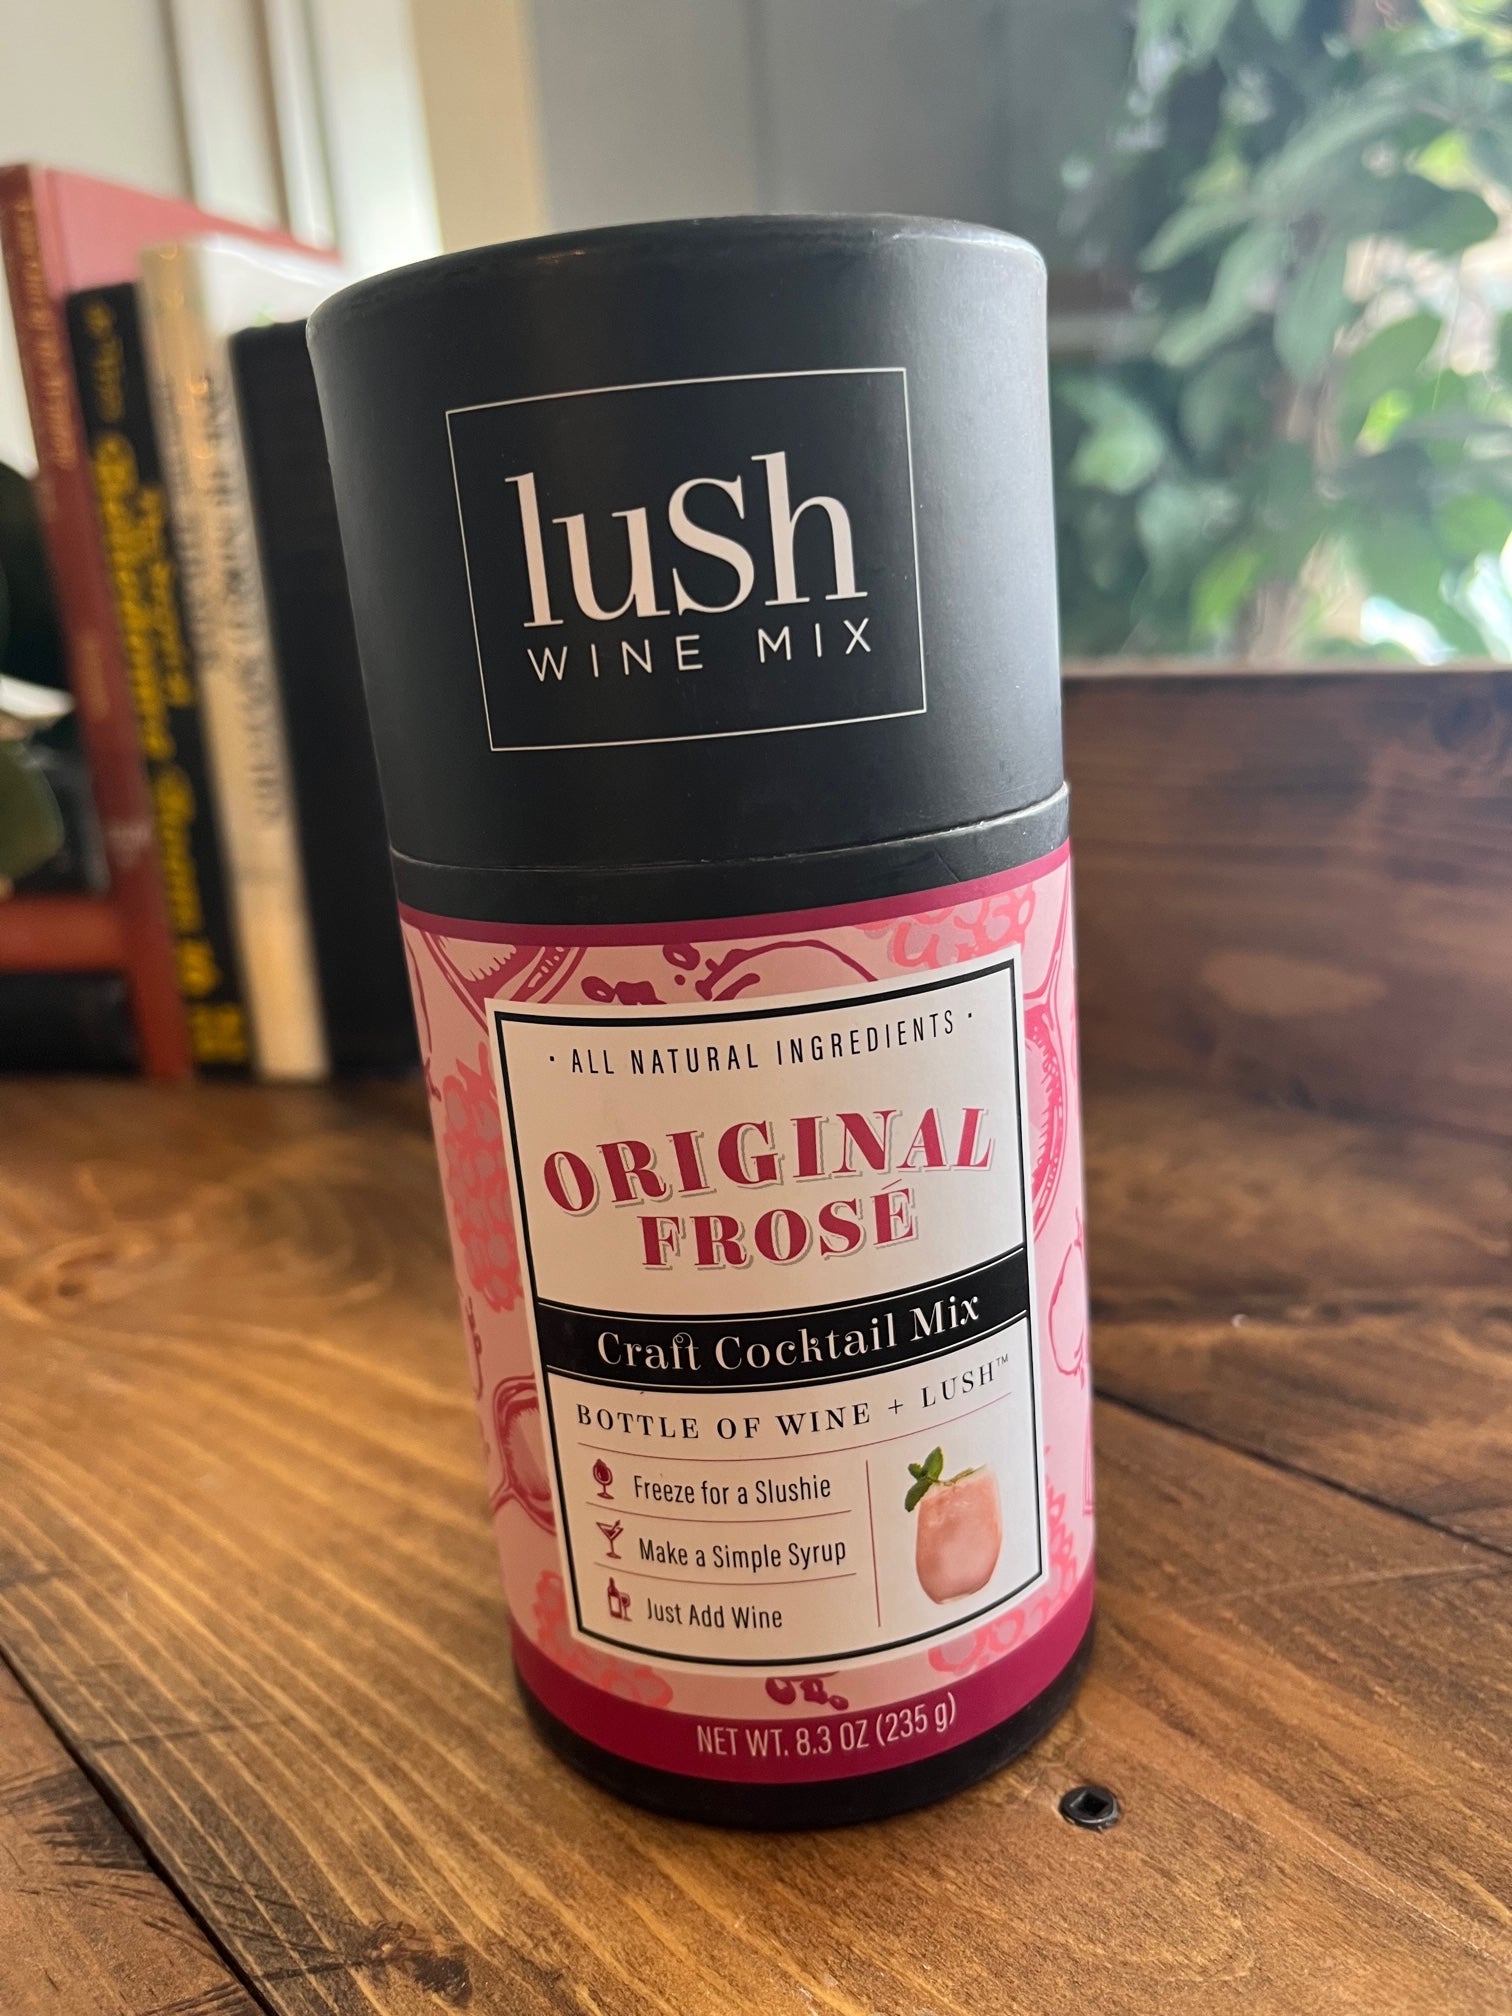 lush
WINE MIX
· ALL NATURAL INGREDIENTS ·
ORIGINAL
FROSÉ
Craft Cocktail Mix
BOTTLE OF WINE + LUSH™
Freeze for a Slushie
Make a Simple Syrup
Just Add Wine
NET WT. 8.3 OZ (235 g)